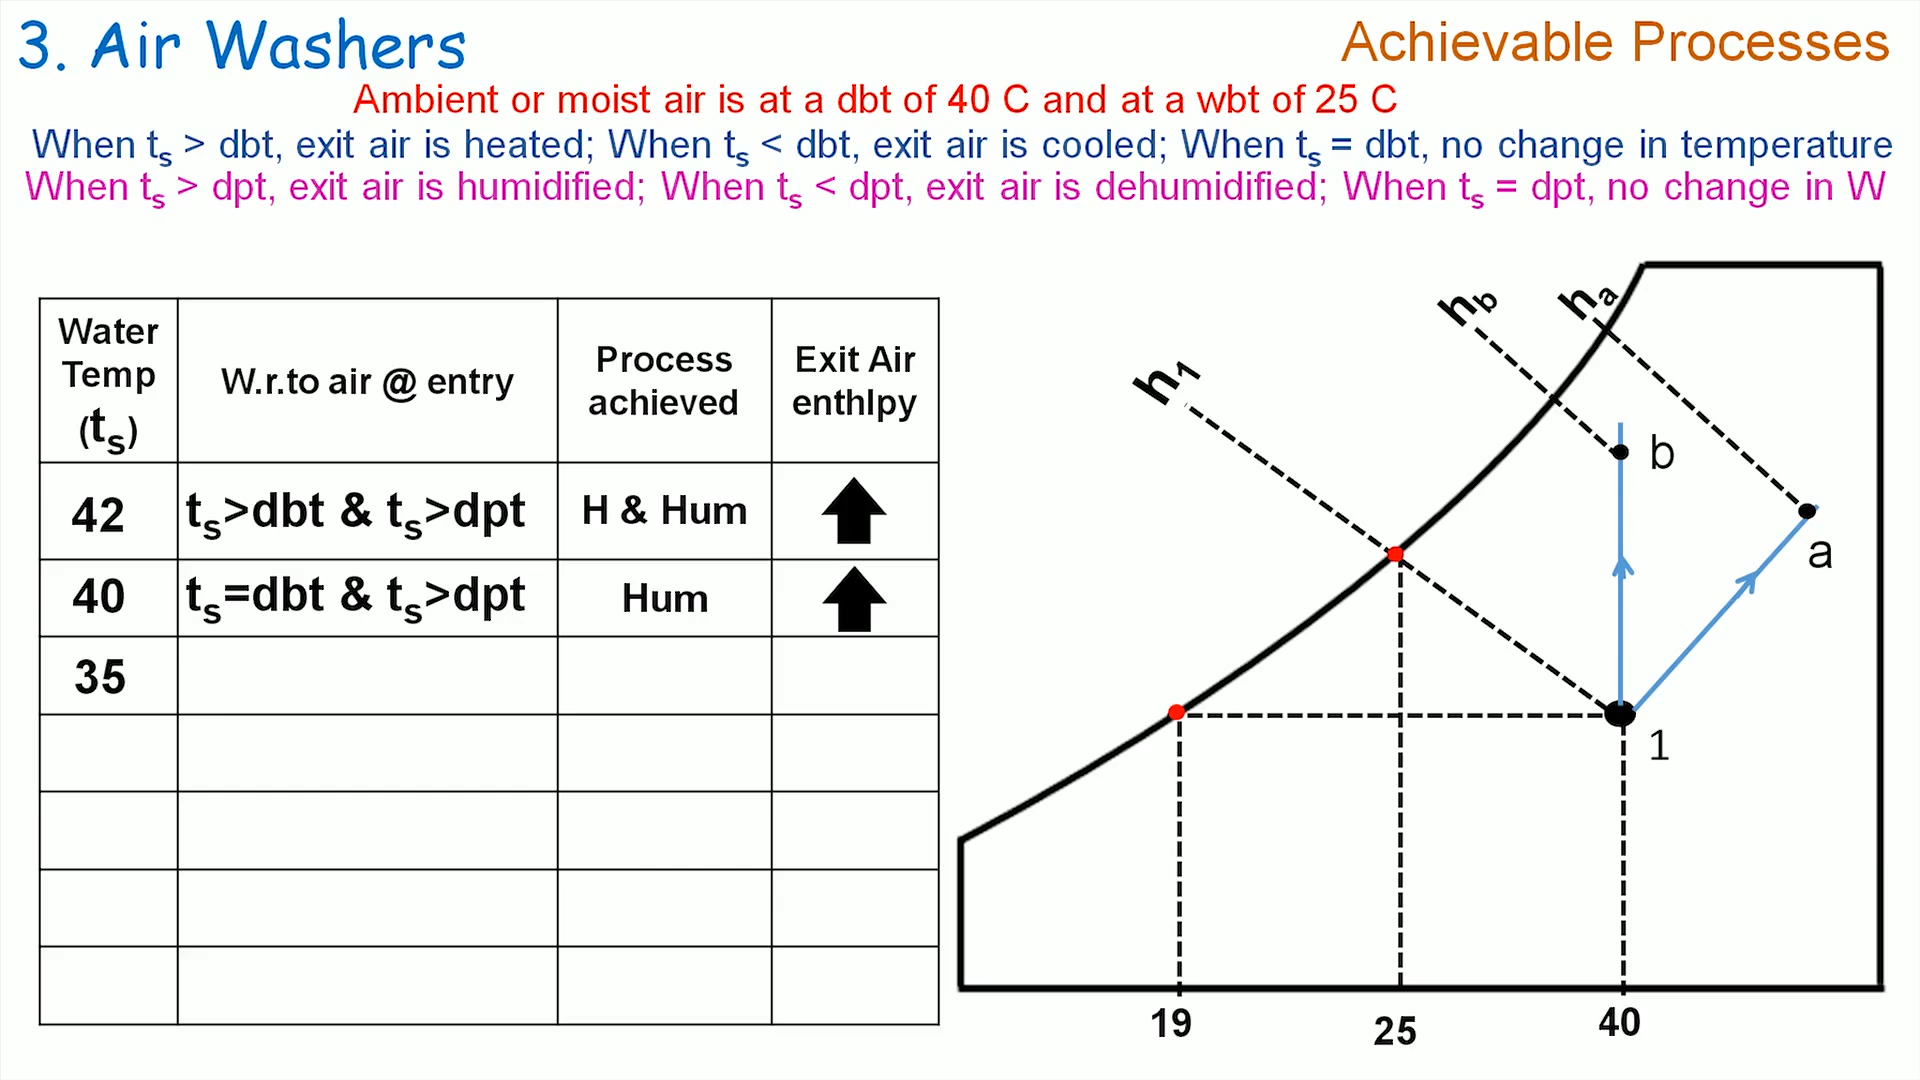 3. Air Washers
Achievable Processes
Ambient or moist air is at a dbt of 40 C and at a wbt of 25 C
When ts > dbt, exit air is heated; When ts < dbt, exit air is cooled; When ts = dbt, no change in temperature
When ts > dpt, exit air is humidified; When ts < dpt, exit air is dehumidified; When ts = dpt, no change in W
Water
Temp
(ts)
W.r.to air @ entry
Process
achieved
Exit Air
enthlpy
42
ts>dbt & ts>dpt
H & Hum
40
ts=dbt & ts>dpt
Hum
35
h1
hb
ha
b
a
1
19
25
40